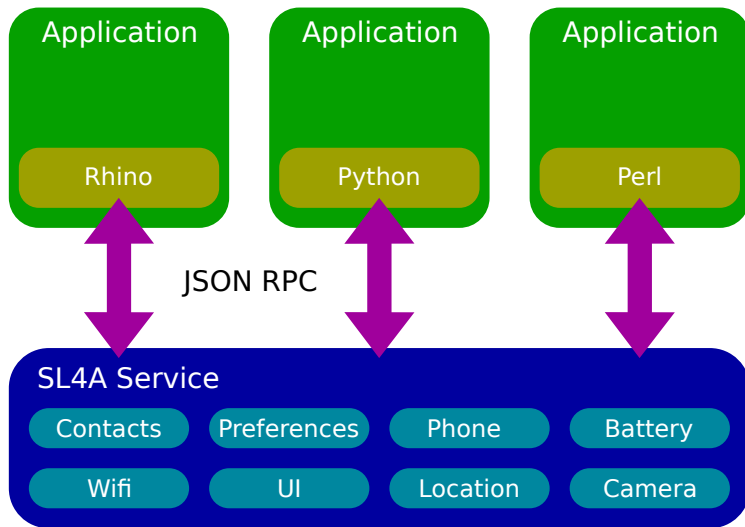 Application Application Application
Rhino Python Perl
JSON RPC
SL4A Service
Contacts Preferences Phone Battery
Wifi UI Location Camera